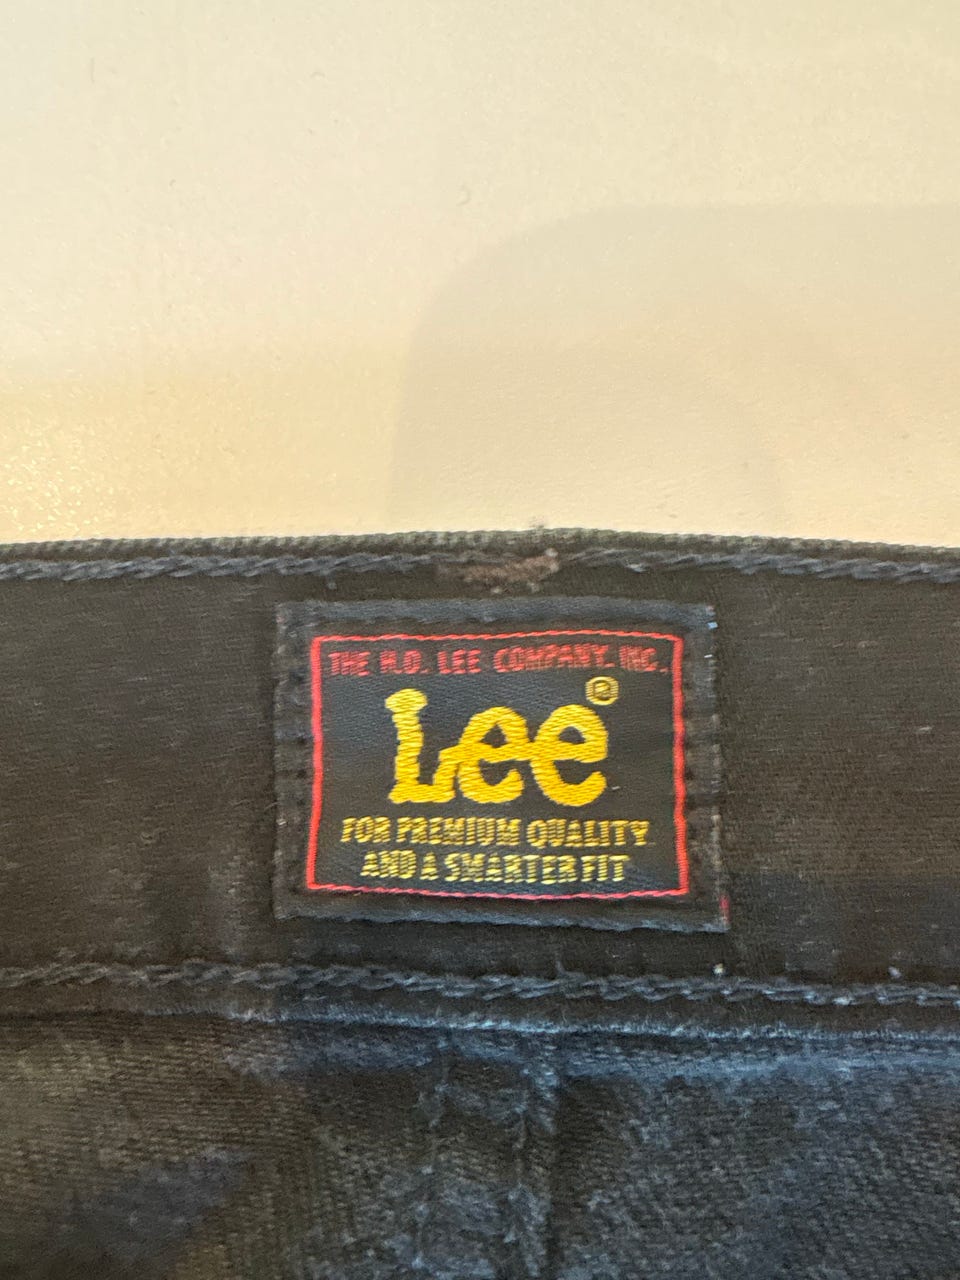 THE H.D. LEE COMPANY. INC.
Lee®
FOR PREMIUM QUALITY
AND A SMARTER FIT